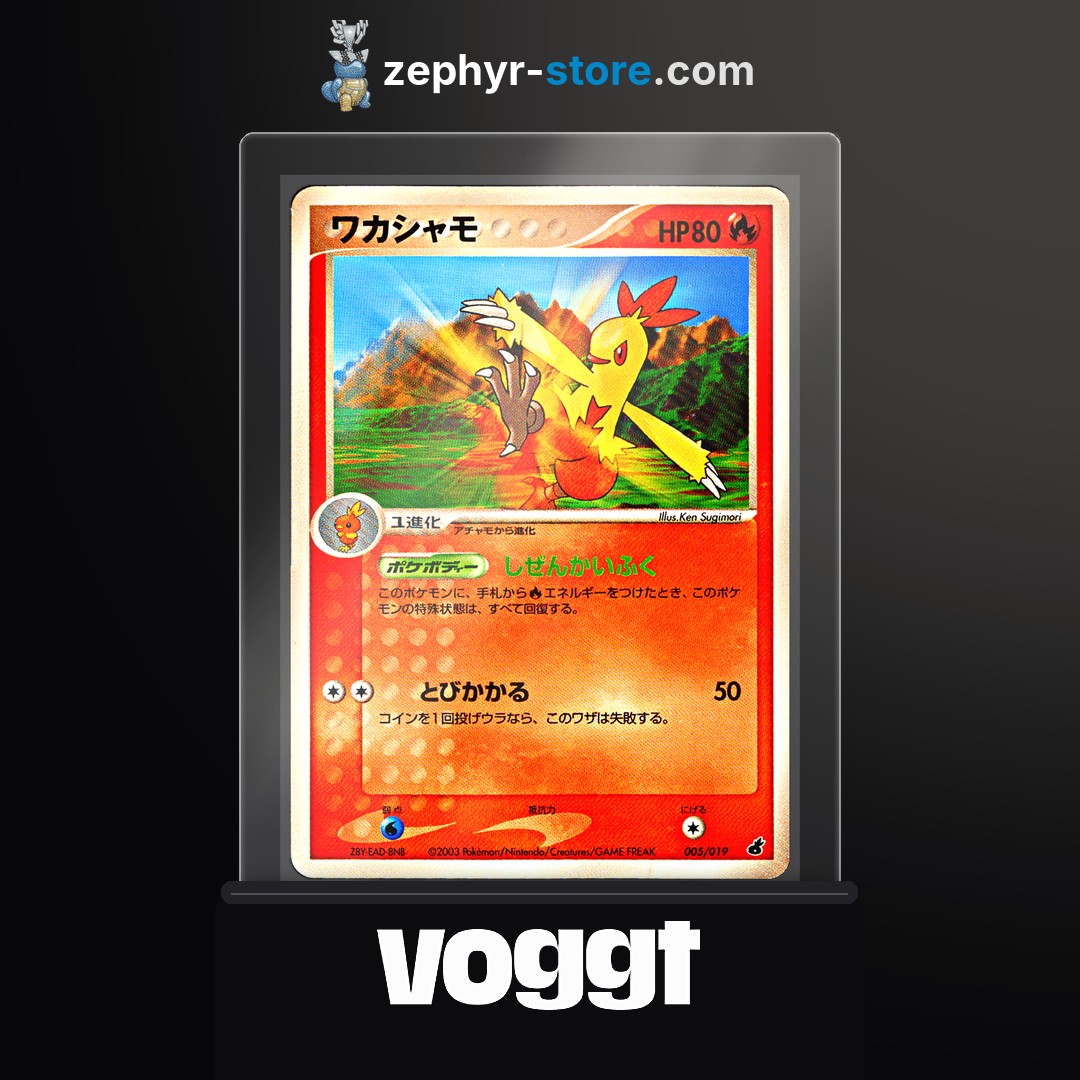 zephyr-store.com
ワカシャモ
HP80
Illus.Ken Sugimori
1進化
アチャモから進化
ポケボディー しぜんかいふく
このポケモンに、手札から エネルギーをつけたとき、このポケ
モンの特殊状態は、すべて回復する。
とびかかる 50
コインを1回投げウラなら、このワザは失敗する。
弱点 抵抗力 にげる
Z8Y-EAD-8NB ©2003 Pokémon/Nintendo/Creatures/GAME FREAK 005/019
voggt